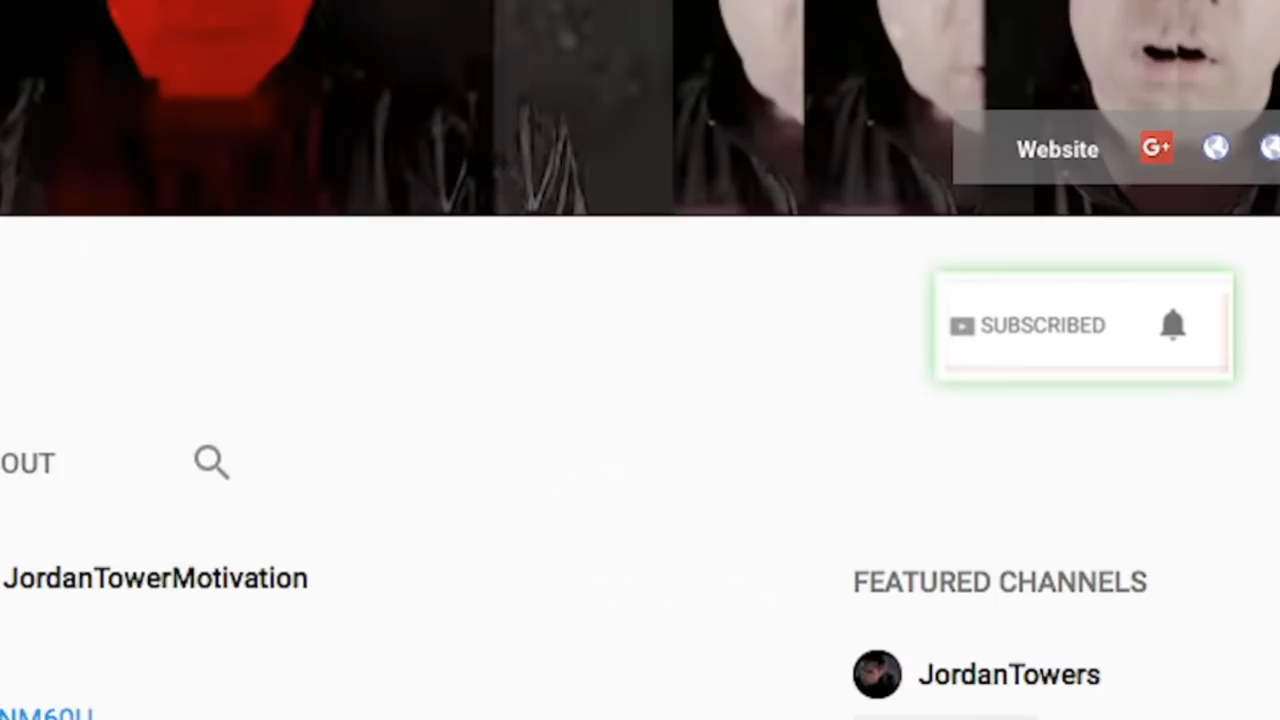 Website G+
SUBSCRIBED
OUT
JordanTowerMotivation
FEATURED CHANNELS
JordanTowers